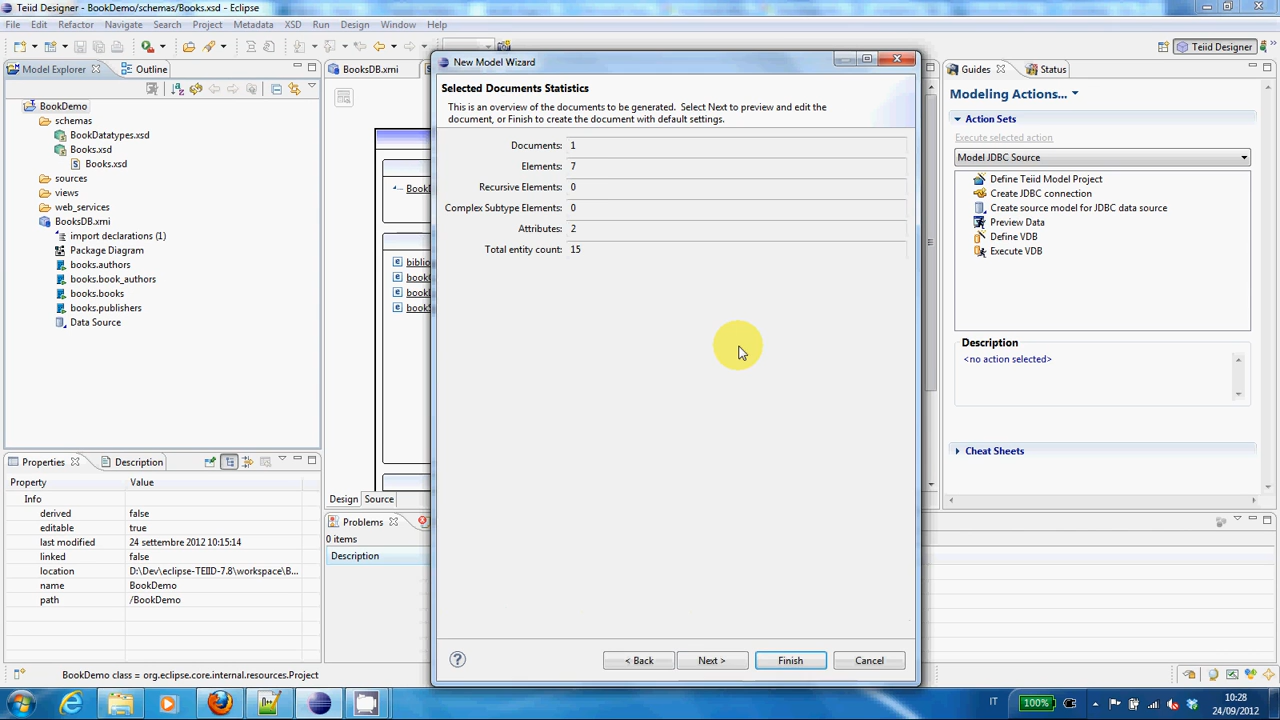 Teiid Designer - BookDemo/schemas/Books.xsd - Eclipse
File Edit Refactor Navigate Search Project Metadata XSD Run Design Window Help
Teiid Designer
Model Explorer
Outline
BookDemo
schemas
BookDatatypes.xsd
Books.xsd
Books.xsd
sources
views
web_services
BooksDB.xmi
import declarations (1)
Package Diagram
books.authors
books.book_authors
books.books
books.publishers
Data Source
Properties
Description
Property Value
Info
derived false
editable true
last modified 24 settembre 2012 10:15:14
linked false
location D:\Dev\eclipse-TEIID-7.8\workspace\B...
name BookDemo
path /BookDemo
BooksDB.xmi
Design Source
Problems
0 items
Description
New Model Wizard
Selected Documents Statistics
This is an overview of the documents to be generated. Select Next to preview and edit the
document, or Finish to create the document with default settings.
Documents: 1
Elements: 7
Recursive Elements: 0
Complex Subtype Elements: 0
Attributes: 2
Total entity count: 15
< Back Next > Finish Cancel
Guides
Status
Modeling Actions...
Action Sets
Execute selected action
Model JDBC Source
Define Teiid Model Project
Create JDBC connection
Create source model for JDBC data source
Preview Data
Define VDB
Execute VDB
Description
<no action selected>
Cheat Sheets
BookDemo class = org.eclipse.core.internal.resources.Project
IT
100%
10:28
24/09/2012